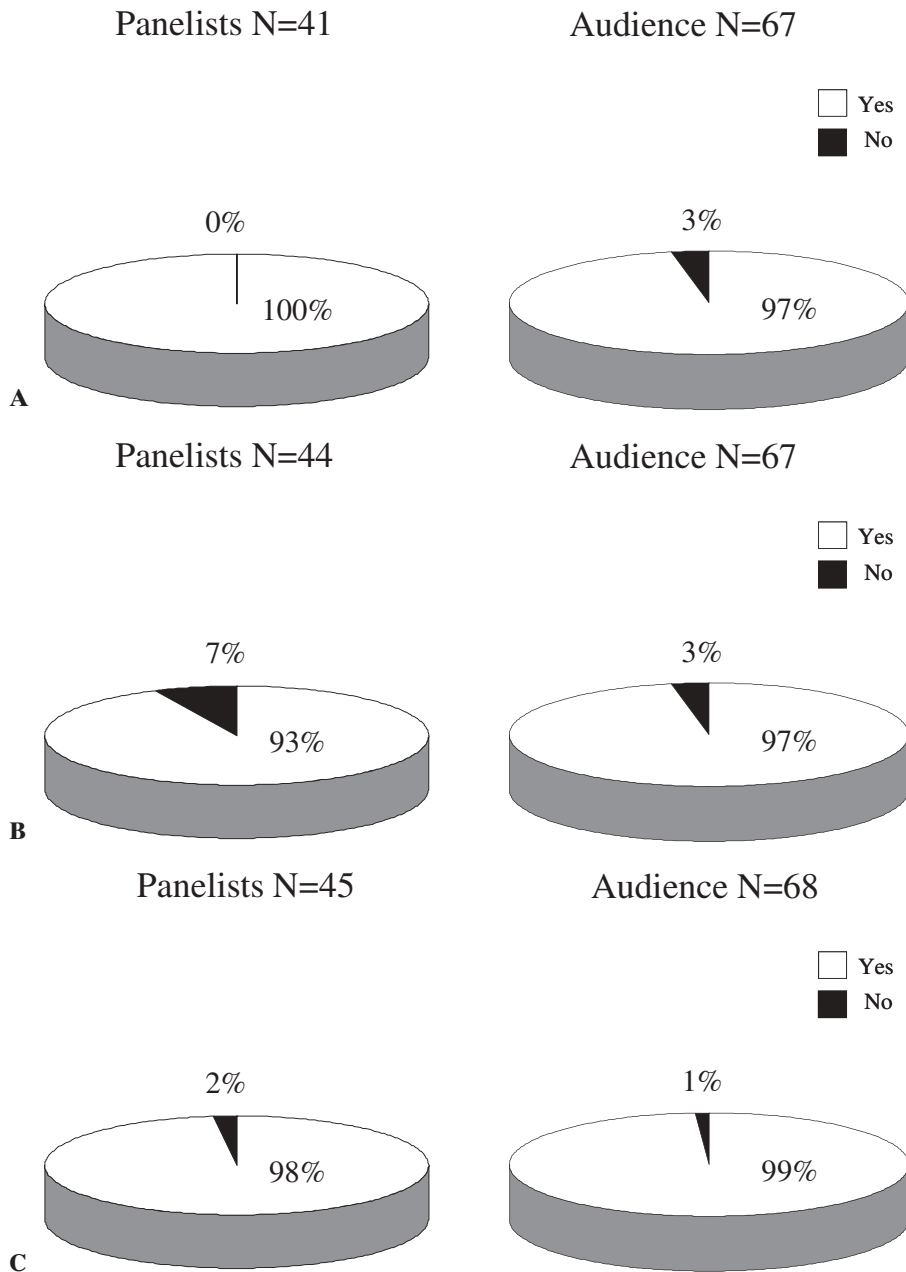 Panelists N=41
Audience N=67
Yes
No
0%
3%
100%
97%
A
Panelists N=44
Audience N=67
Yes
No
7%
3%
93%
97%
B
Panelists N=45
Audience N=68
Yes
No
2%
1%
98%
99%
C